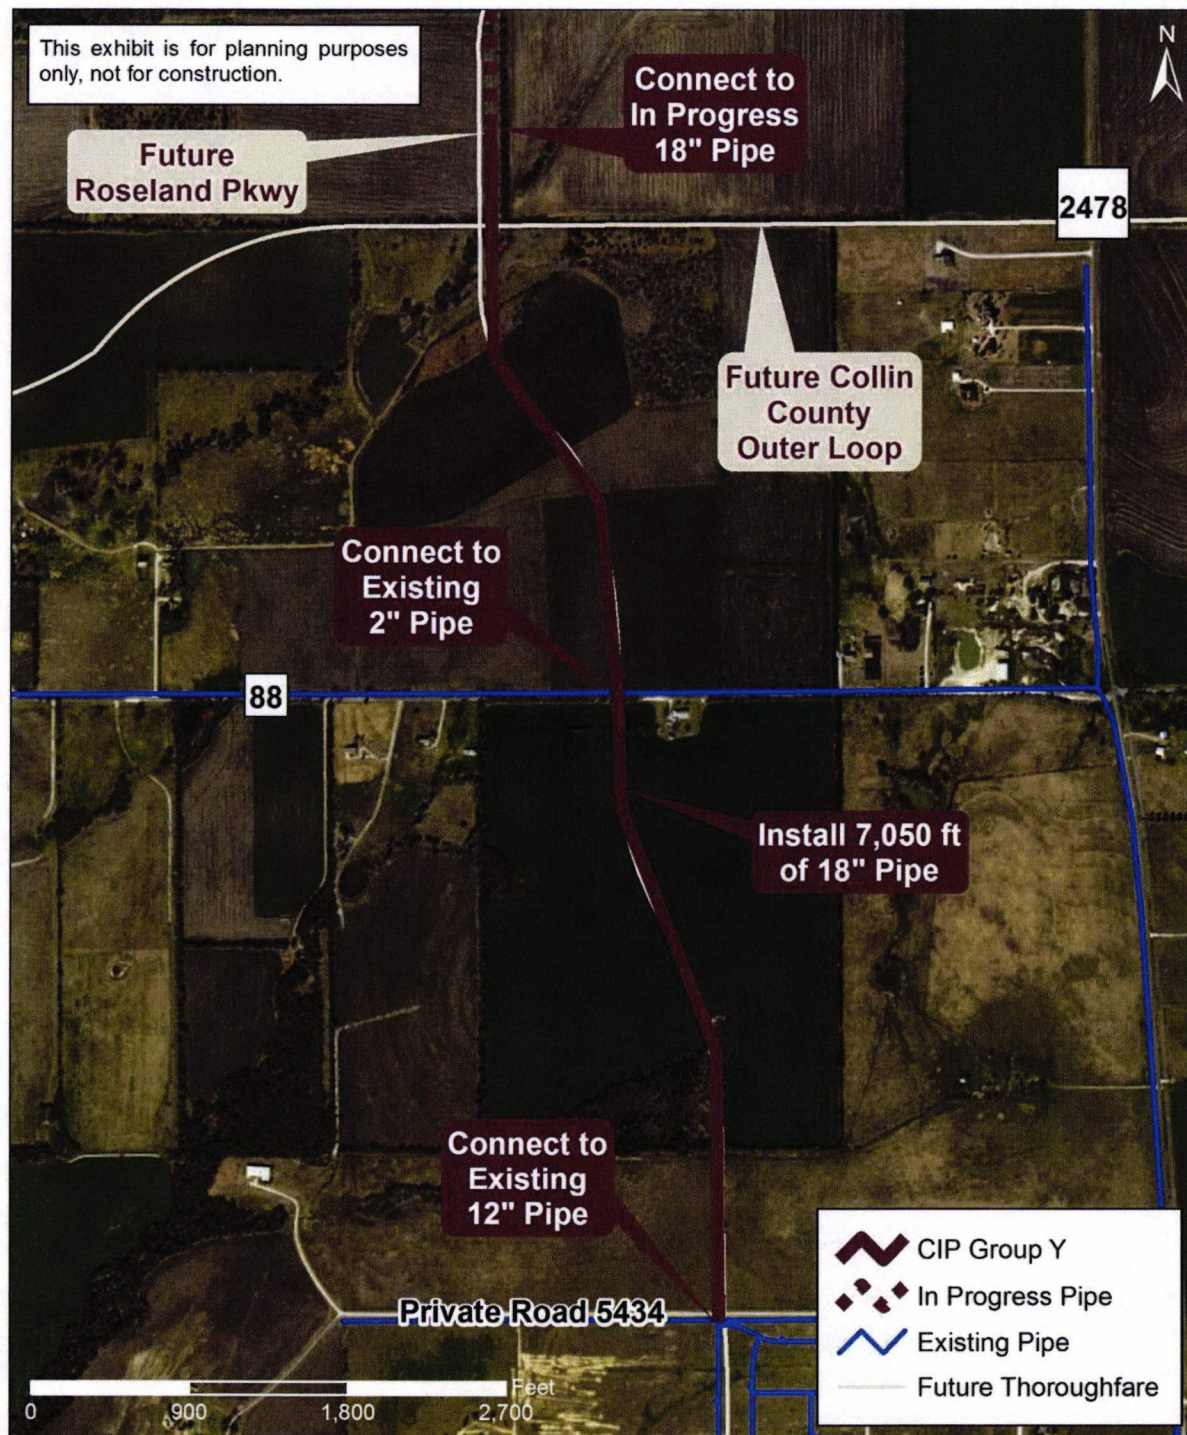 This exhibit is for planning purposes
only, not for construction.
N
Connect to
In Progress
18" Pipe
Future
Roseland Pkwy
2478
Future Collin
County
Outer Loop
Connect to
Existing
2" Pipe
88
Install 7,050 ft
of 18" Pipe
Connect to
Existing
12" Pipe
Private Road 5434
CIP Group Y
In Progress Pipe
Existing Pipe
Future Thoroughfare
Feet
0 900 1,800 2,700